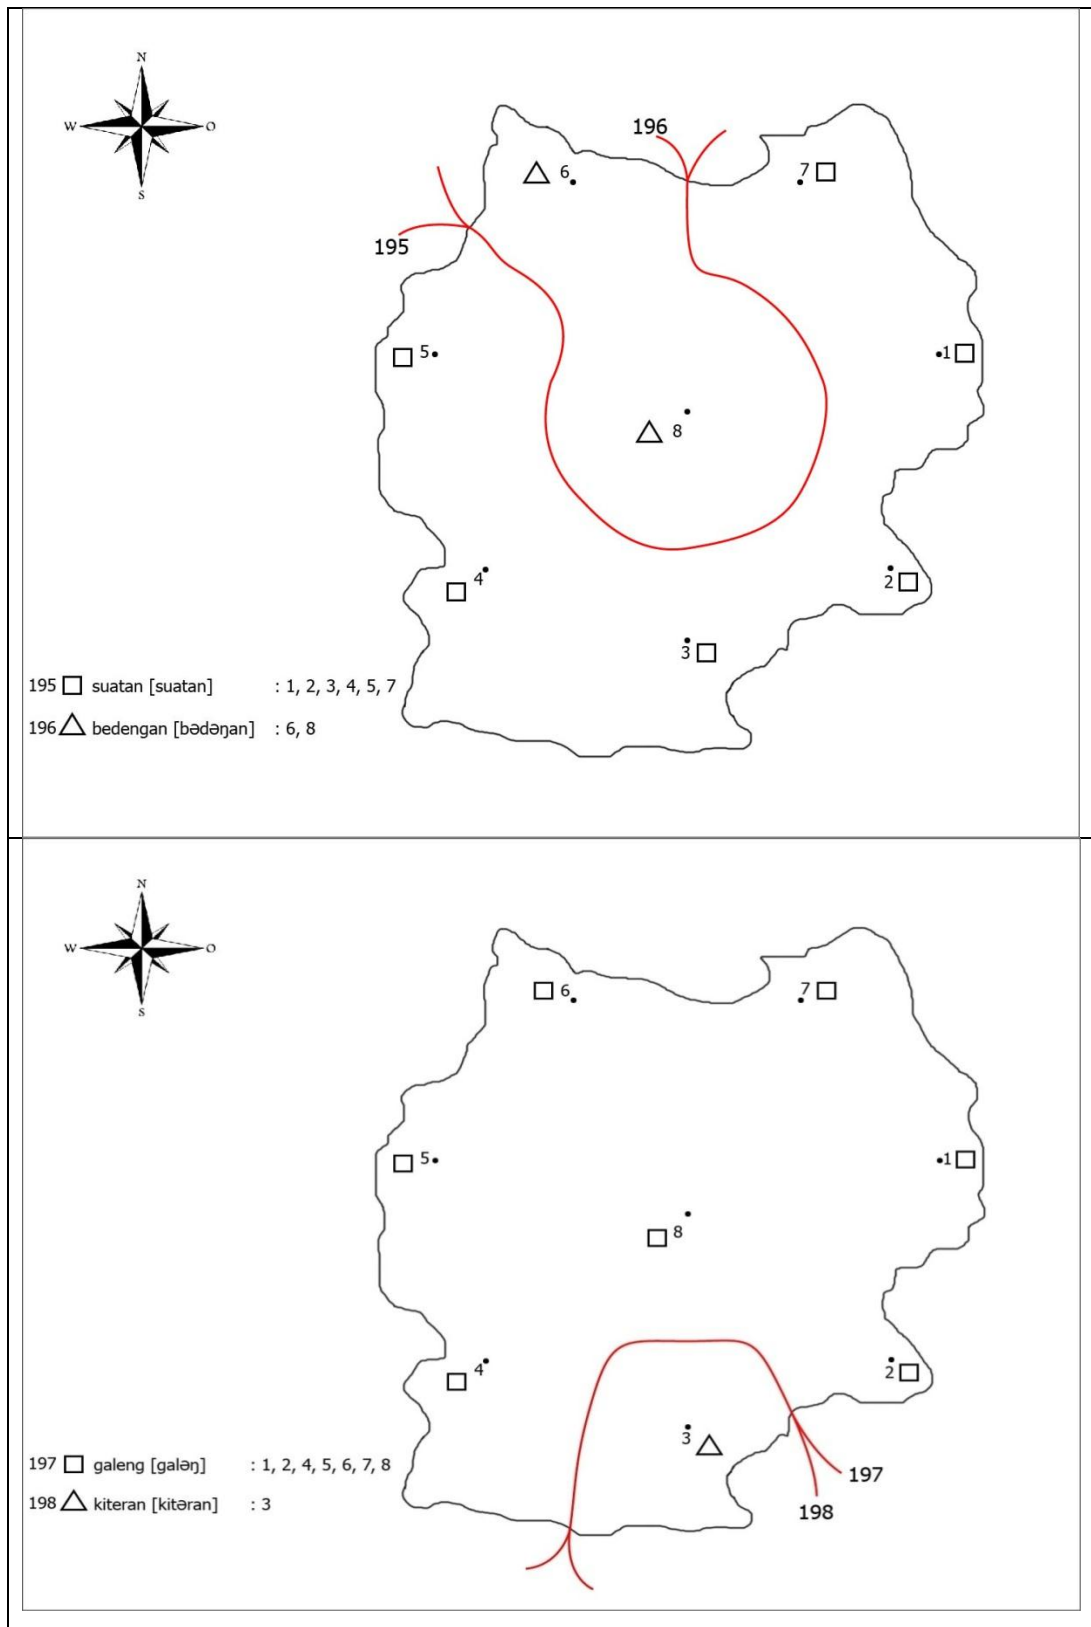 N
W O
S
196
195
6
7
5
1
8
4
2
3
195 suatan [suatan] : 1, 2, 3, 4, 5, 7
196 bedengan [bədəŋan] : 6, 8
N
W O
S
6
7
5
1
8
4
2
3
197
198
197 galeng [galəŋ] : 1, 2, 4, 5, 6, 7, 8
198 kiteran [kitəran] : 3